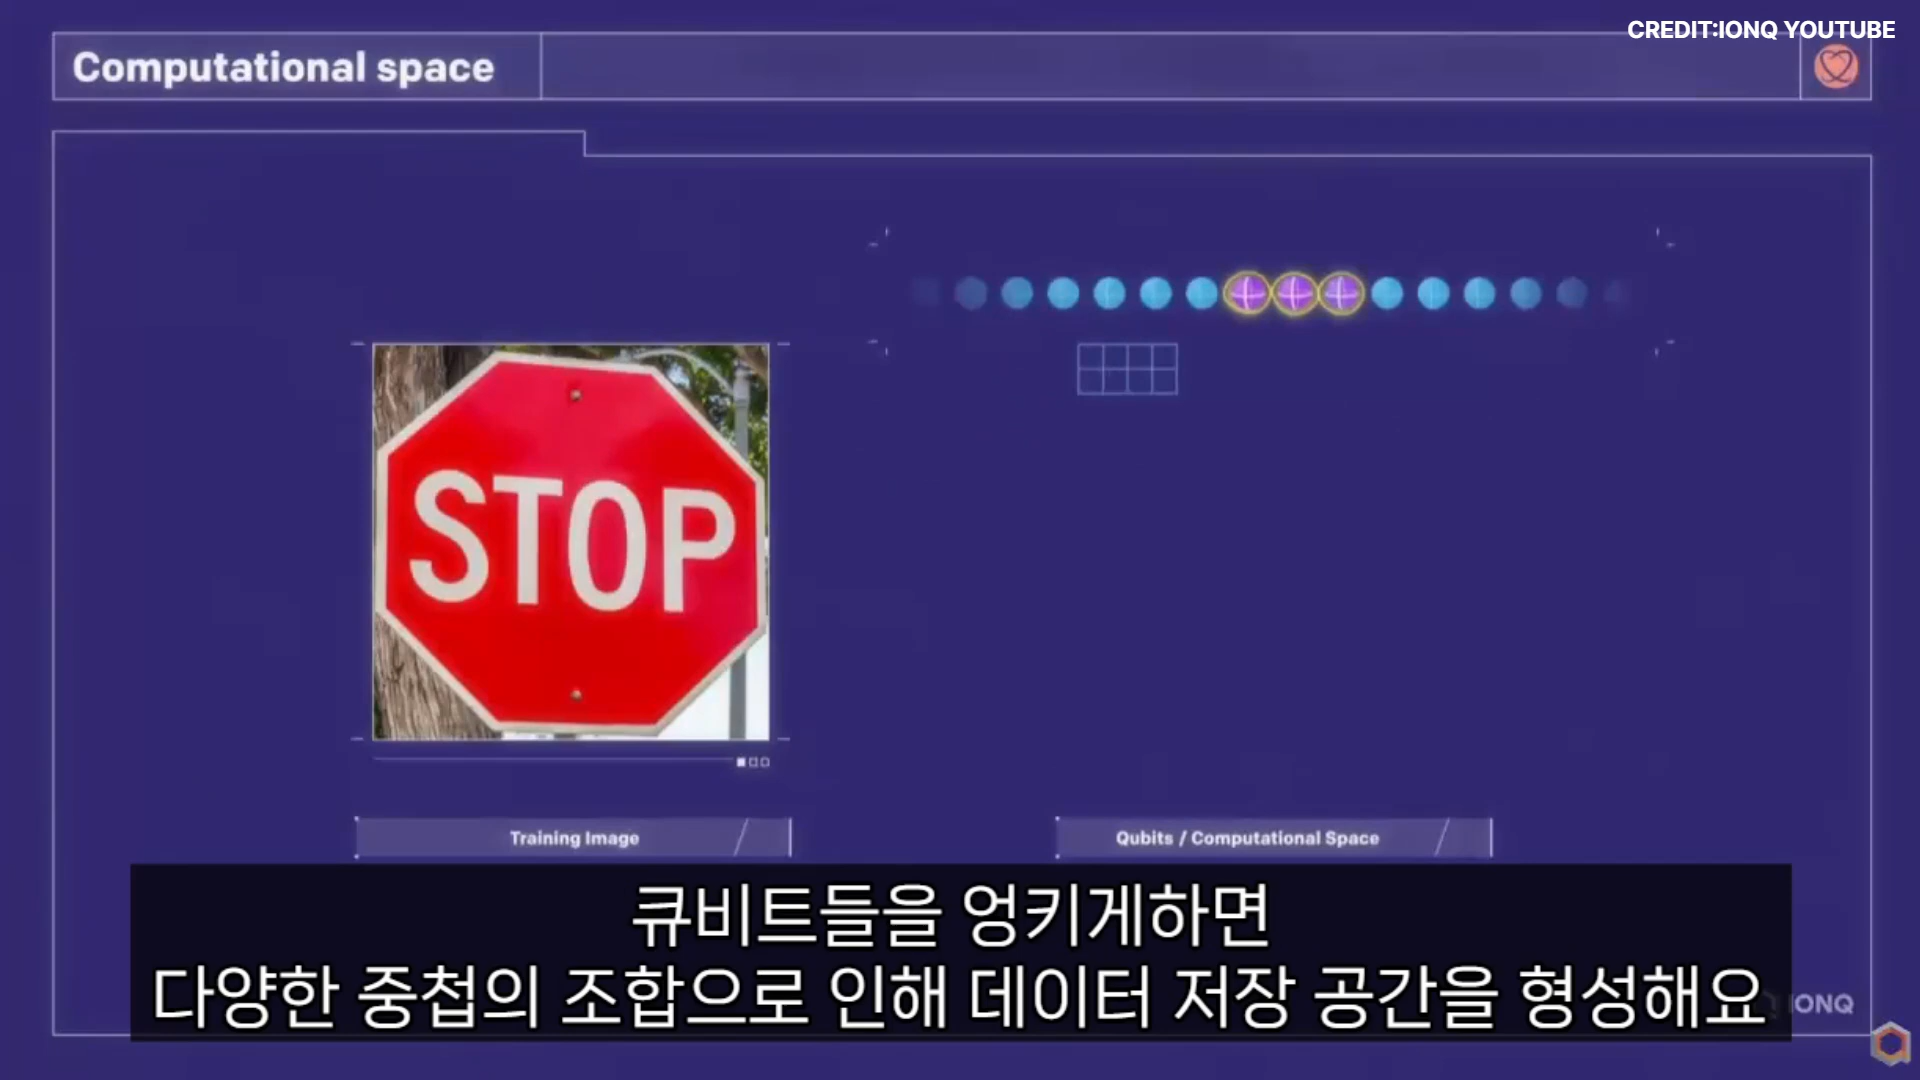 CREDIT:IONQ YOUTUBE
Computational space
STOP
Training Image
Qubits / Computational Space
큐비트들을 엉키게하면
다양한 중첩의 조합으로 인해 데이터 저장 공간을 형성해요
IONQ